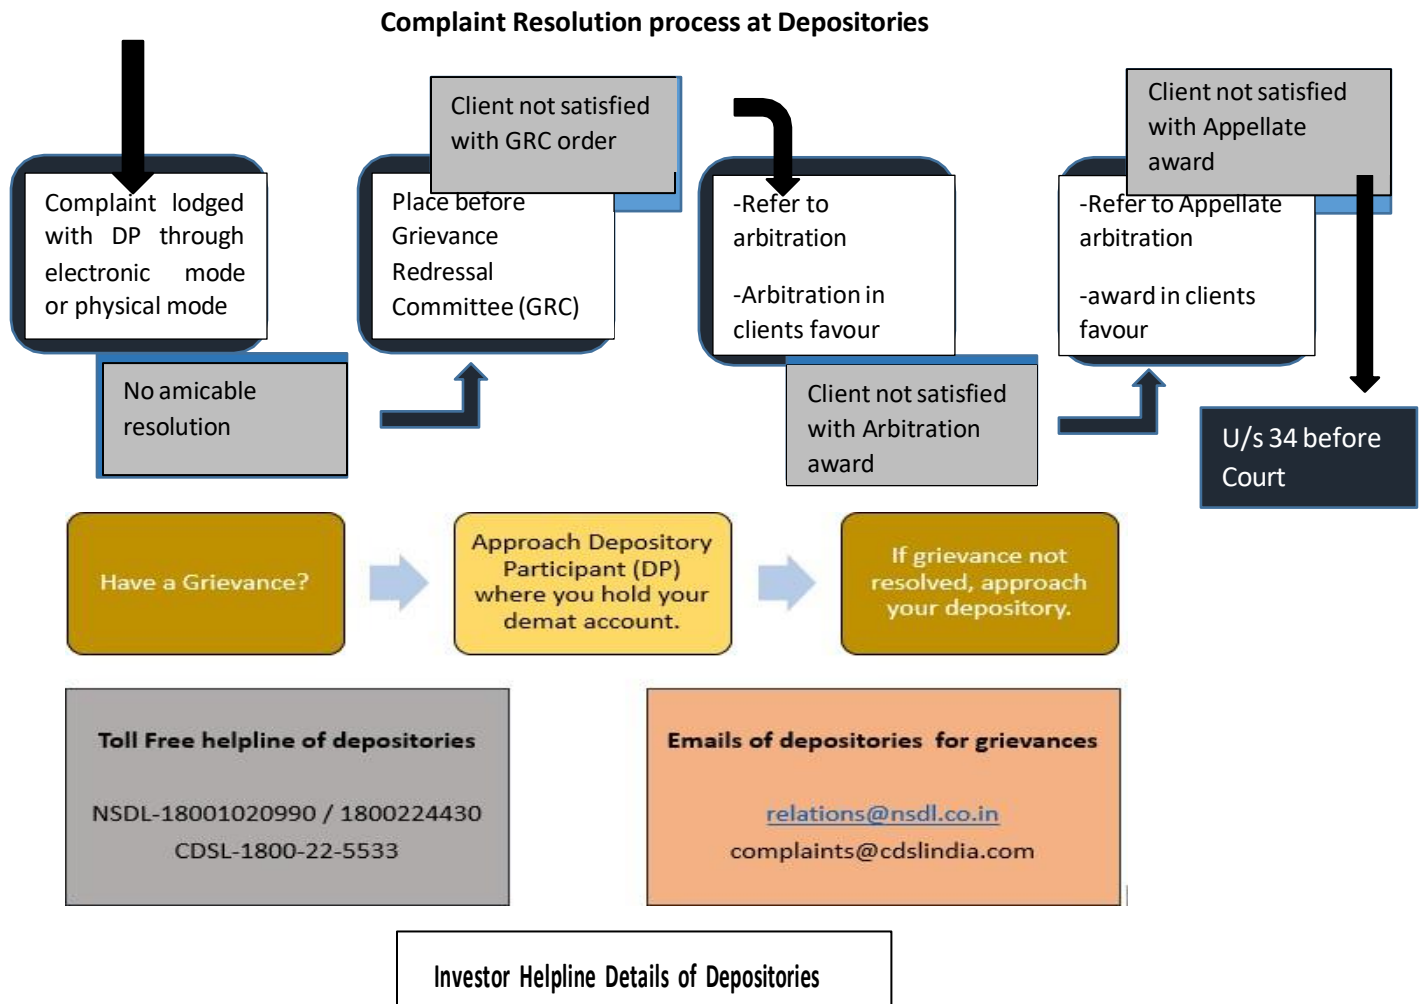 Complaint Resolution process at Depositories
Complaint lodged
with DP through
electronic mode
or physical mode
No amicable
resolution
Client not satisfied
with GRC order
Place before
Grievance
Redressal
Committee (GRC)
-Refer to
arbitration
-Arbitration in
clients favour
Client not satisfied
with Arbitration
award
Client not satisfied
with Appellate
award
-Refer to Appellate
arbitration
-award in clients
favour
U/s 34 before
Court
Have a Grievance?
Approach Depository
Participant (DP)
where you hold your
demat account.
If grievance not
resolved, approach
your depository.
Toll Free helpline of depositories
NSDL-18001020990 / 1800224430
CDSL-1800-22-5533
Emails of depositories for grievances
relations@nsdl.co.in
complaints@cdslindia.com
Investor Helpline Details of Depositories